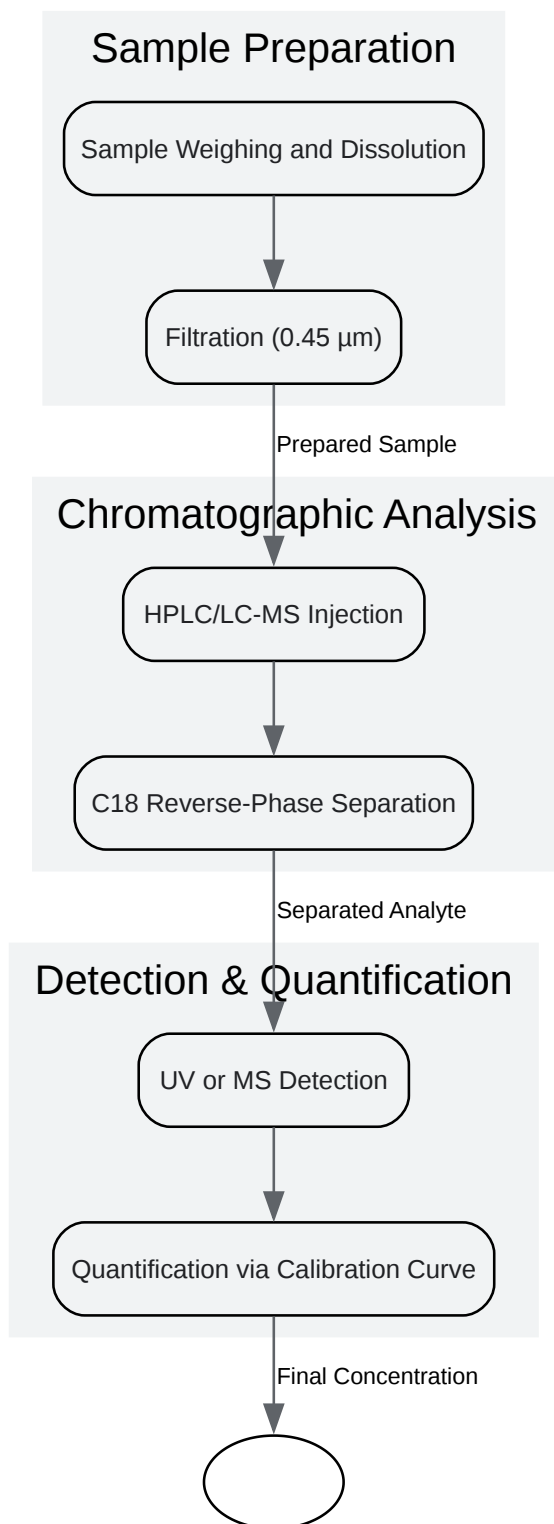 Sample Preparation
Sample Weighing and Dissolution
Filtration (0.45 µm)
Prepared Sample
Chromatographic Analysis
HPLC/LC-MS Injection
C18 Reverse-Phase Separation
Separated Analyte
Detection & Quantification
UV or MS Detection
Quantification via Calibration Curve
Final Concentration